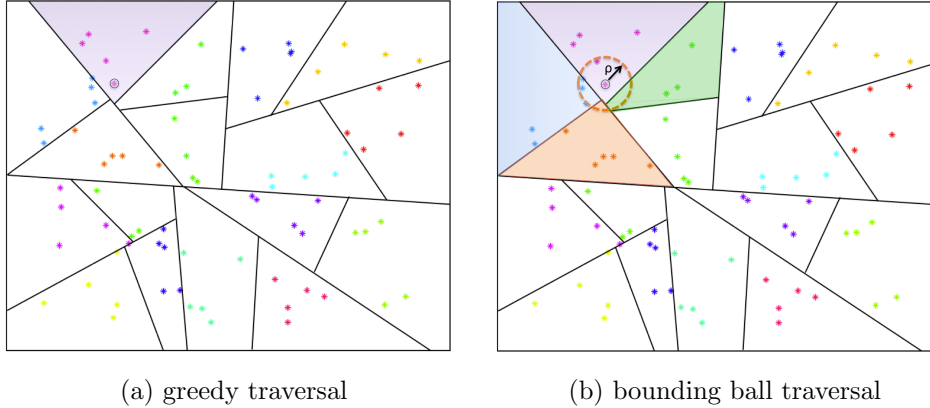 ρ
(a) greedy traversal
(b) bounding ball traversal